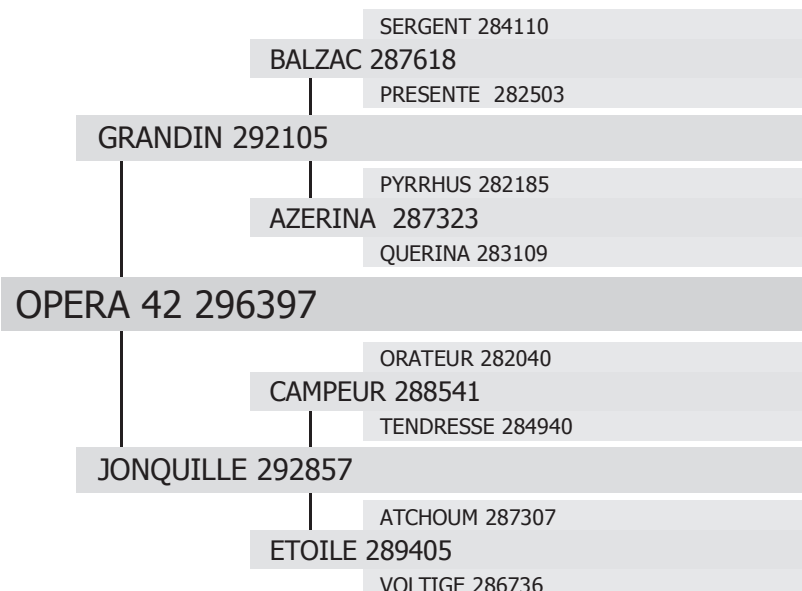 SERGENT 284110
BALZAC 287618
PRESENTE 282503
GRANDIN 292105
PYRRHUS 282185
AZERINA 287323
QUERINA 283109
OPERA 42 296397
ORATEUR 282040
CAMPEUR 288541
TENDRESSE 284940
JONQUILLE 292857
ATCHOUM 287307
ETOILE 289405
VOLTIGE 286736